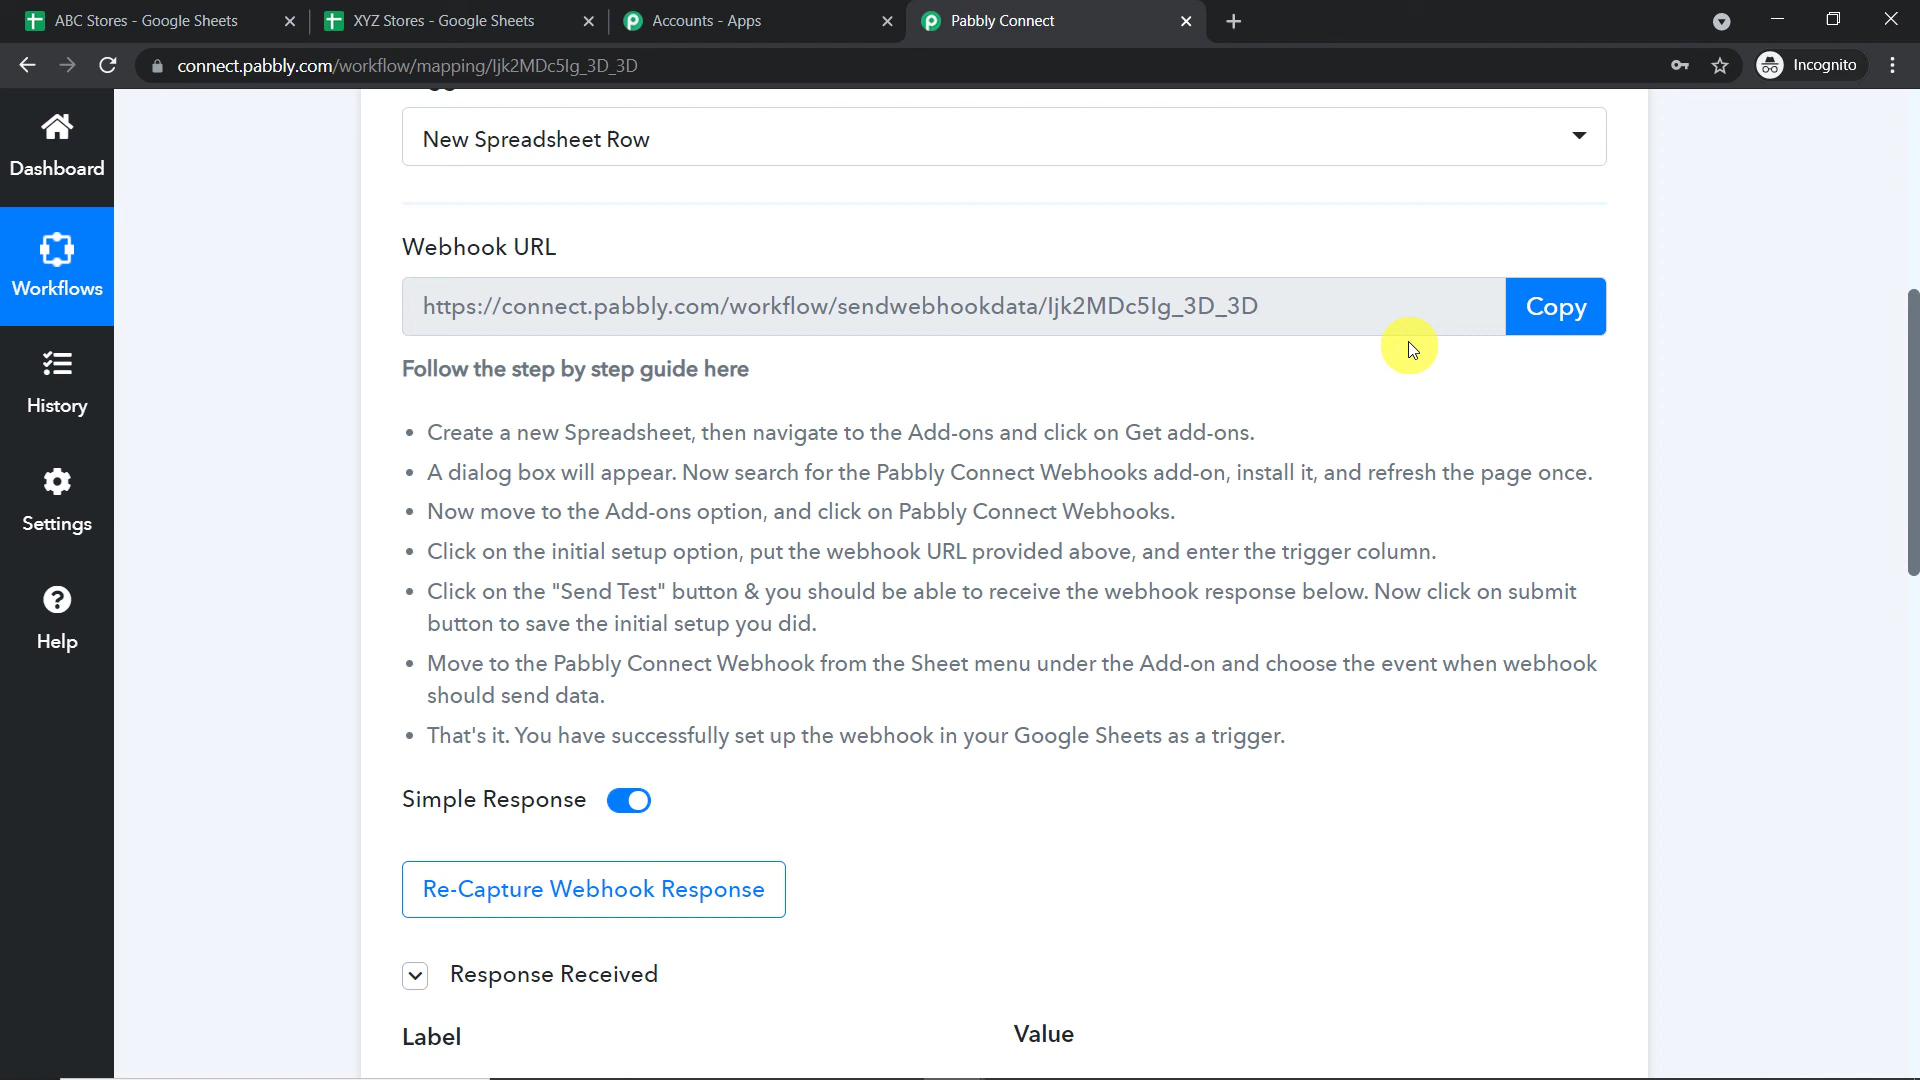 ABC Stores - Google Sheets
XYZ Stores - Google Sheets
Accounts - Apps
Pabbly Connect
connect.pabbly.com/workflow/mapping/Ijk2MDc5Ig_3D_3D
Incognito
Dashboard
Workflows
History
Settings
Help
New Spreadsheet Row
Webhook URL
https://connect.pabbly.com/workflow/sendwebhookdata/Ijk2MDc5Ig_3D_3D
Copy
Follow the step by step guide here
• Create a new Spreadsheet, then navigate to the Add-ons and click on Get add-ons.
• A dialog box will appear. Now search for the Pabbly Connect Webhooks add-on, install it, and refresh the page once.
• Now move to the Add-ons option, and click on Pabbly Connect Webhooks.
• Click on the initial setup option, put the webhook URL provided above, and enter the trigger column.
• Click on the "Send Test" button & you should be able to receive the webhook response below. Now click on submit
button to save the initial setup you did.
• Move to the Pabbly Connect Webhook from the Sheet menu under the Add-on and choose the event when webhook
should send data.
• That's it. You have successfully set up the webhook in your Google Sheets as a trigger.
Simple Response
Re-Capture Webhook Response
Response Received
Label
Value